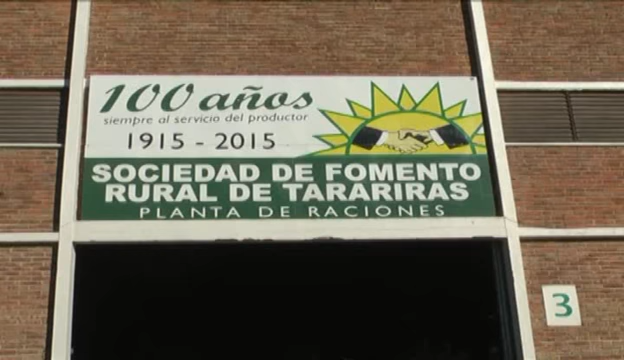 100 años
siempre al servicio del productor
1915 - 2015
SOCIEDAD DE FOMENTO
RURAL DE TARARIRAS
PLANTA DE RACIONES
3